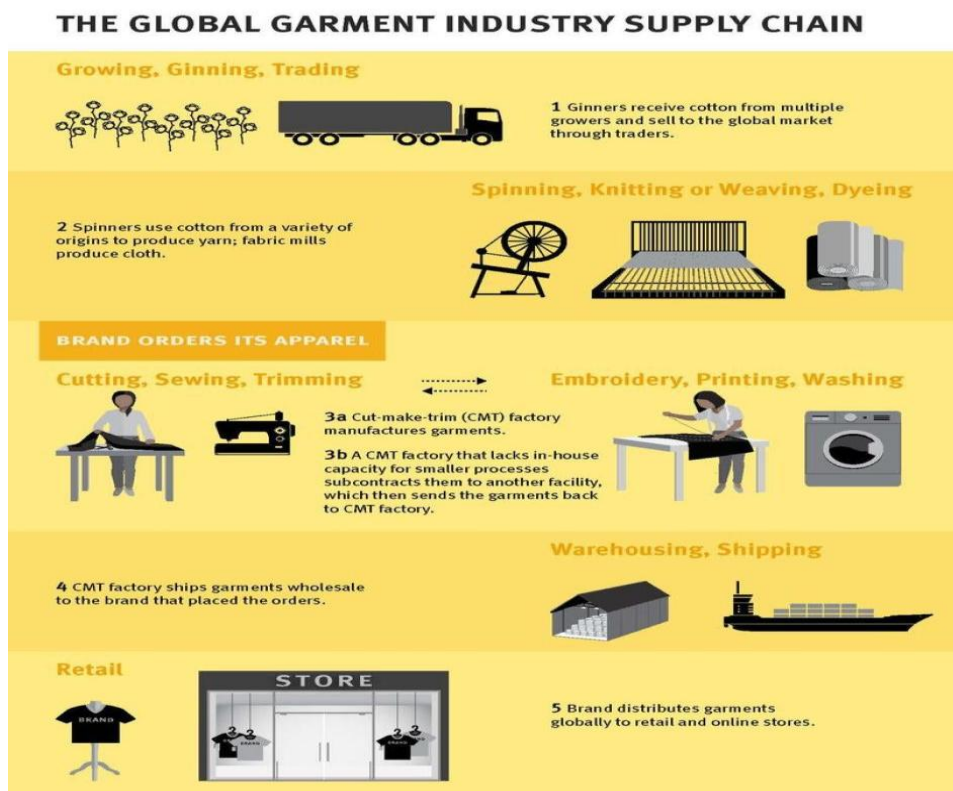 THE GLOBAL GARMENT INDUSTRY SUPPLY CHAIN
Growing, Ginning, Trading
1 Ginners receive cotton from multiple
growers and sell to the global market
through traders.
Spinning, Knitting or Weaving, Dyeing
2 Spinners use cotton from a variety of
origins to produce yarn; fabric mills
produce cloth.
BRAND ORDERS ITS APPAREL
Cutting, Sewing, Trimming
Embroidery, Printing, Washing
3a Cut-make-trim (CMT) factory
manufactures garments.
3b A CMT factory that lacks in-house
capacity for smaller processes
subcontracts them to another facility,
which then sends the garments back
to CMT factory.
Warehousing, Shipping
4 CMT factory ships garments wholesale
to the brand that placed the orders.
Retail
BRAND
STORE
5 Brand distributes garments
globally to retail and online stores.